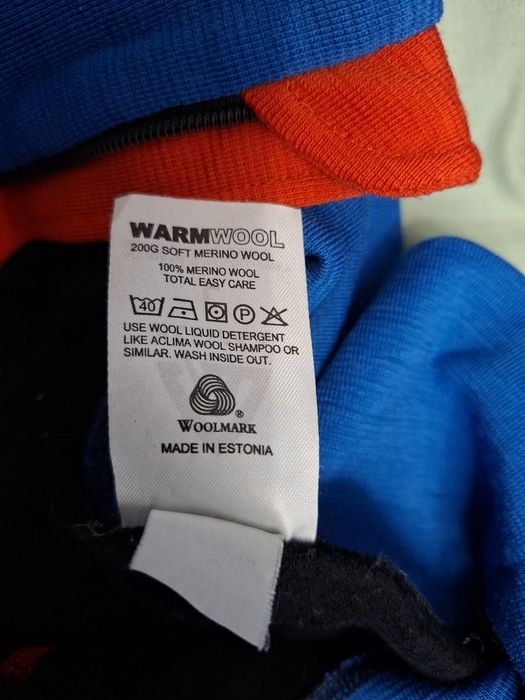 WARMWOOL
200G SOFT MERINO WOOL
100% MERINO WOOL
TOTAL EASY CARE
40 P
USE WOOL LIQUID DETERGENT
LIKE ACLIMA WOOL SHAMPOO OR
SIMILAR. WASH INSIDE OUT.
®
WOOLMARK
MADE IN ESTONIA